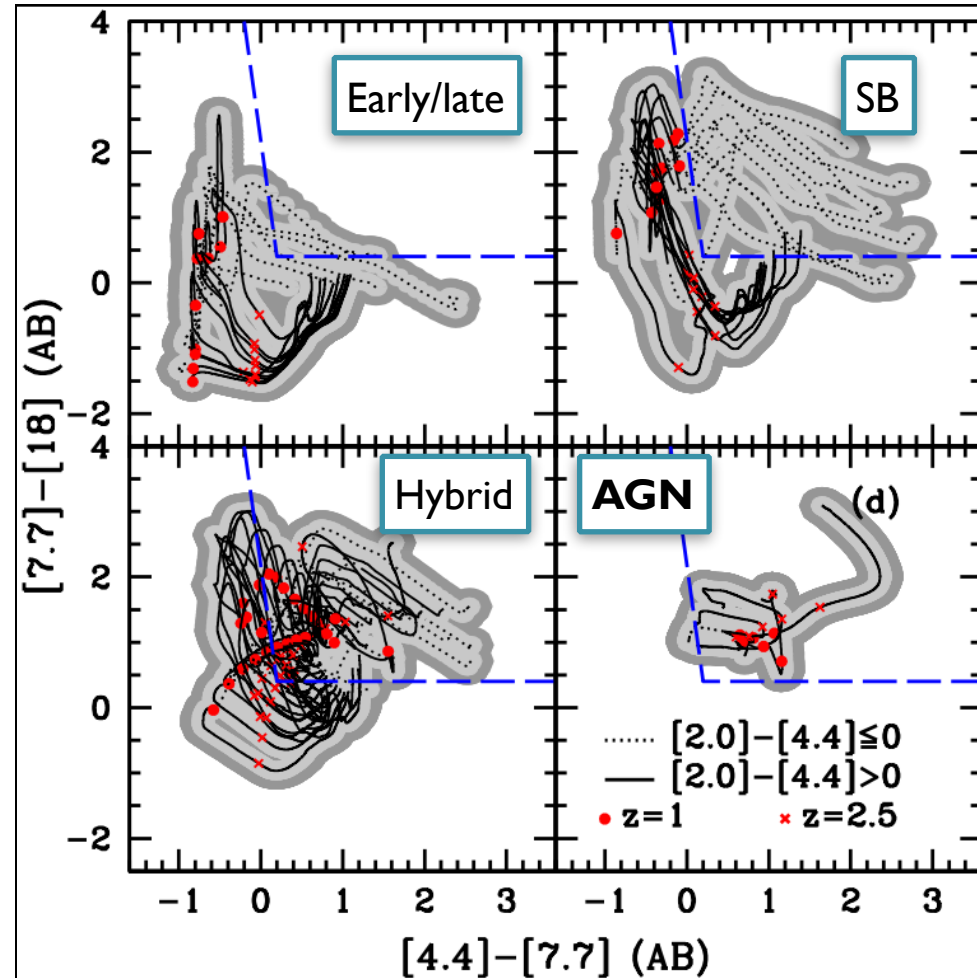 4
Early/late
SB
2
0
-2
[7.7]-[18] (AB)
4
Hybrid
AGN
(d)
2
0
[2.0]-[4.4]≦0
[2.0]-[4.4]>0
z=1
z=2.5
-2
-1 0 1 2 3
-1 0 1 2 3
[4.4]-[7.7] (AB)